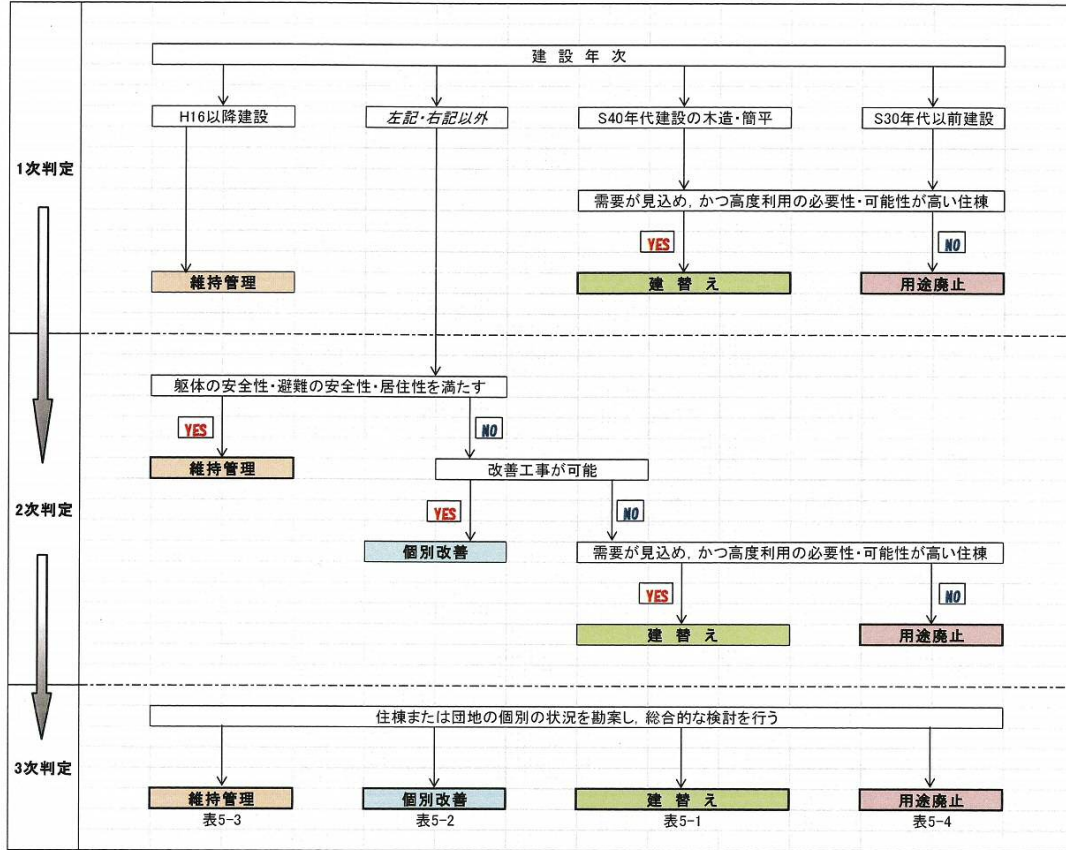 建設年次
H16以降建設
左記・右記以外
S40年代建設の木造・簡平
S30年代以前建設
1次判定
需要が見込め，かつ高度利用の必要性・可能性が高い住棟
YES
NO
維持管理
建替え
用途廃止
躯体の安全性・避難の安全性・居住性を満たす
YES
NO
維持管理
改善工事が可能
2次判定
YES
NO
個別改善
需要が見込め，かつ高度利用の必要性・可能性が高い住棟
YES
NO
建替え
用途廃止
住棟または団地の個別の状況を勘案し，総合的な検討を行う
3次判定
維持管理
個別改善
建替え
用途廃止
表5-3
表5-2
表5-1
表5-4